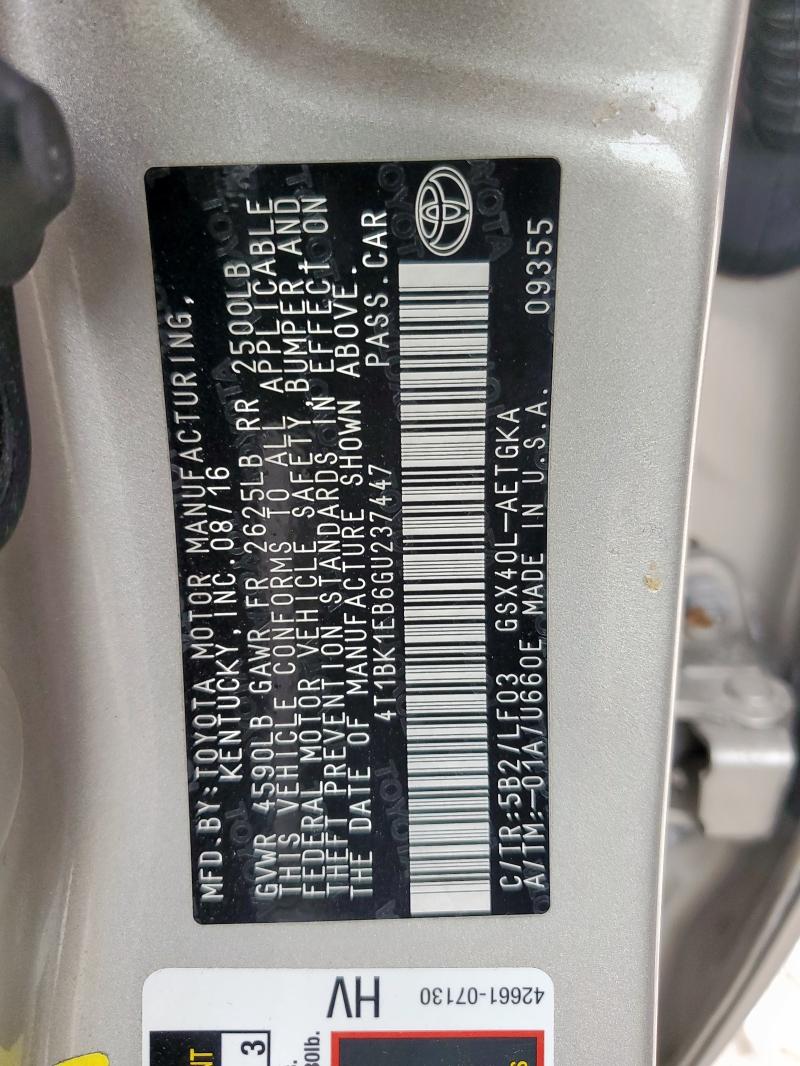 MFD.BY:TOYOTA MOTOR MANUFACTURING,
KENTUCKY, INC. 08/16
GVWR 4590LB GAWR FR 2625LB RR 2500LB
THIS VEHICLE CONFORMS TO ALL APPLICABLE
FEDERAL MOTOR VEHICLE SAFETY,BUMPER,AND
THEFT PREVENTION STANDARDS IN EFFECT ON
THE DATE OF MANUFACTURE SHOWN ABOVE.
4T1BK1EB6GU237447 PASS.CAR
C/TR:5B2/LF03 GSX40L-AETGKA 09355
A/TM:-01A/U660E MADE IN U.S.A.
HV 42661-07130
3